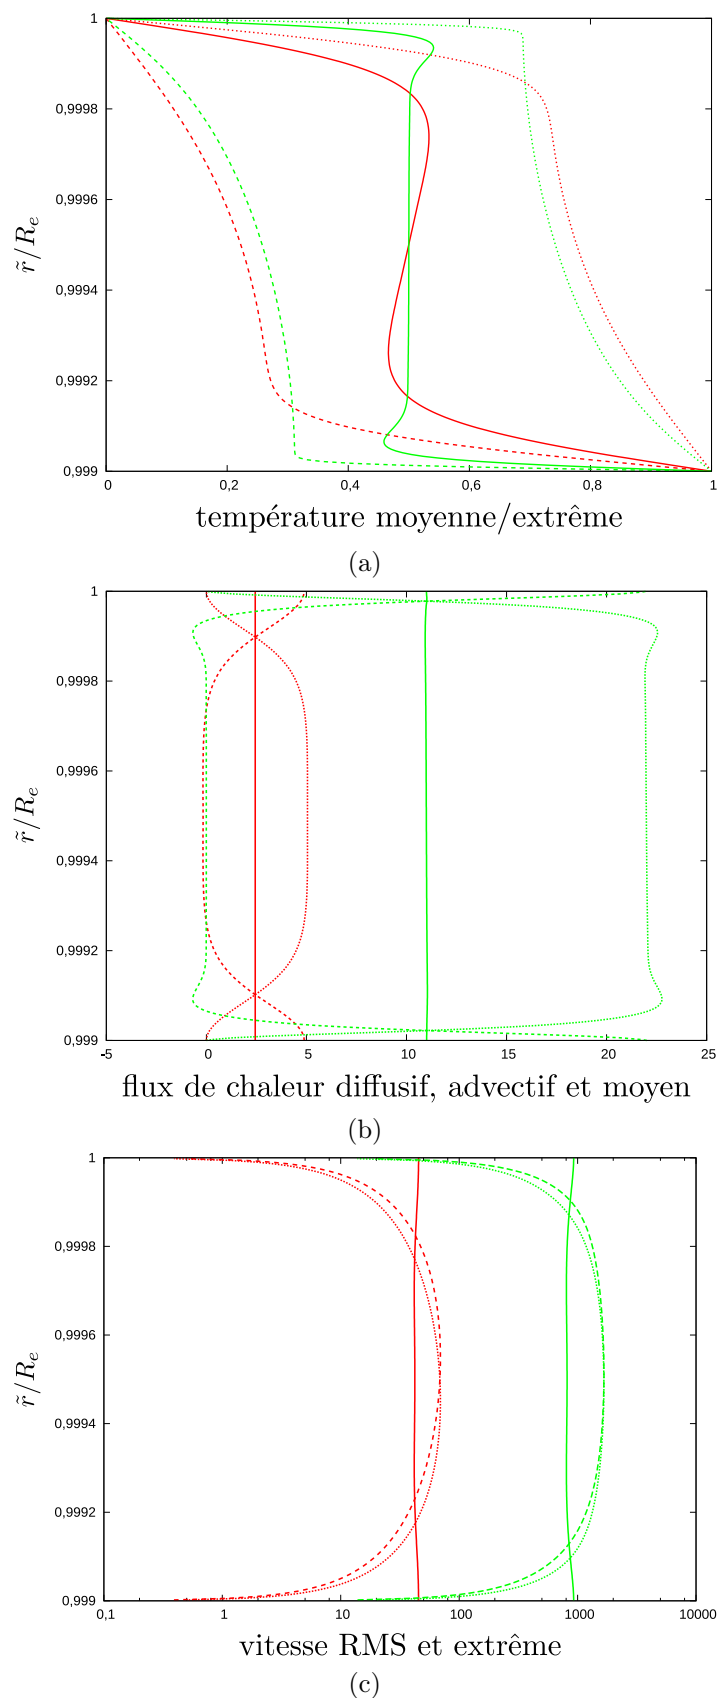 1
0,9998
0,9996
0,9994
0,9992
0,999
r̃/Rₑ
0 0,2 0,4 0,6 0,8 1
température moyenne/extrême
(a)
1
0,9998
0,9996
0,9994
0,9992
0,999
r̃/Rₑ
-5 0 5 10 15 20 25
flux de chaleur diffusif, advectif et moyen
(b)
1
0,9998
0,9996
0,9994
0,9992
0,999
r̃/Rₑ
0,1 1 10 100 1000 10000
vitesse RMS et extrême
(c)